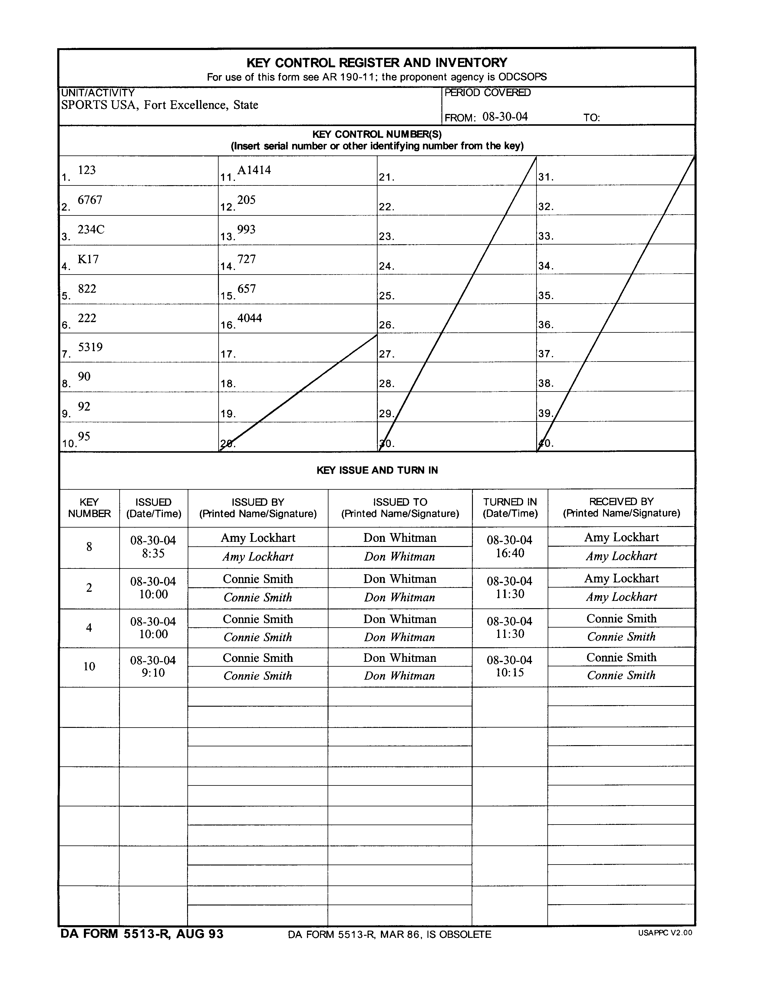 KEY CONTROL REGISTER AND INVENTORY
For use of this form see AR 190-11; the proponent agency is ODCSOPS
UNIT/ACTIVITY
SPORTS USA, Fort Excellence, State
PERIOD COVERED
FROM: 08-30-04 TO:
KEY CONTROL NUMBER(S)
(Insert serial number or other identifying number from the key)
1. 123 11. A1414 21. 31.
2. 6767 12. 205 22. 32.
3. 234C 13. 993 23. 33.
4. K17 14. 727 24. 34.
5. 822 15. 657 25. 35.
6. 222 16. 4044 26. 36.
7. 5319 17. 27. 37.
8. 90 18. 28. 38.
9. 92 19. 29. 39.
10. 95 20. 30. 40.
KEY ISSUE AND TURN IN
KEY ISSUED ISSUED BY ISSUED TO TURNED IN RECEIVED BY
NUMBER (Date/Time) (Printed Name/Signature) (Printed Name/Signature) (Date/Time) (Printed Name/Signature)
8 08-30-04 Amy Lockhart Don Whitman 08-30-04 Amy Lockhart
8:35 Amy Lockhart Don Whitman 16:40 Amy Lockhart
2 08-30-04 Connie Smith Don Whitman 08-30-04 Amy Lockhart
10:00 Connie Smith Don Whitman 11:30 Amy Lockhart
4 08-30-04 Connie Smith Don Whitman 08-30-04 Connie Smith
10:00 Connie Smith Don Whitman 11:30 Connie Smith
10 08-30-04 Connie Smith Don Whitman 08-30-04 Connie Smith
9:10 Connie Smith Don Whitman 10:15 Connie Smith
DA FORM 5513-R, AUG 93 DA FORM 5513-R, MAR 86, IS OBSOLETE USAPPC V2.00